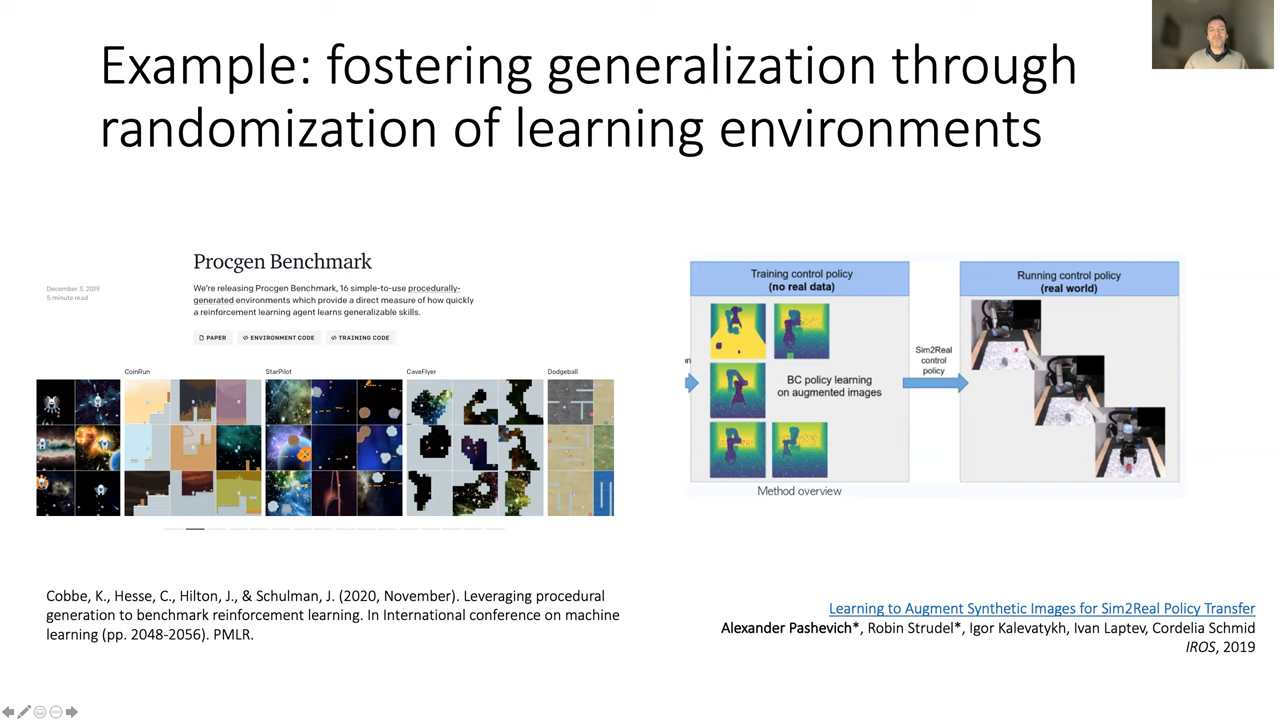 Example: fostering generalization through
randomization of learning environments
Procgen Benchmark
December 3, 2019
5 minute read
We're releasing Procgen Benchmark, 16 simple-to-use procedurally-
generated environments which provide a direct measure of how quickly
a reinforcement learning agent learns generalizable skills.
PAPER
ENVIRONMENT CODE
TRAINING CODE
CoinRun
StarPilot
CaveFlyer
Dodgeball
Cobbe, K., Hesse, C., Hilton, J., & Schulman, J. (2020, November). Leveraging procedural
generation to benchmark reinforcement learning. In International conference on machine
learning (pp. 2048-2056). PMLR.
Training control policy
(no real data)
BC policy learning
on augmented images
Sim2Real
control
policy
Running control policy
(real world)
Method overview
Learning to Augment Synthetic Images for Sim2Real Policy Transfer
Alexander Pashevich*, Robin Strudel*, Igor Kalevatykh, Ivan Laptev, Cordelia Schmid
IROS, 2019